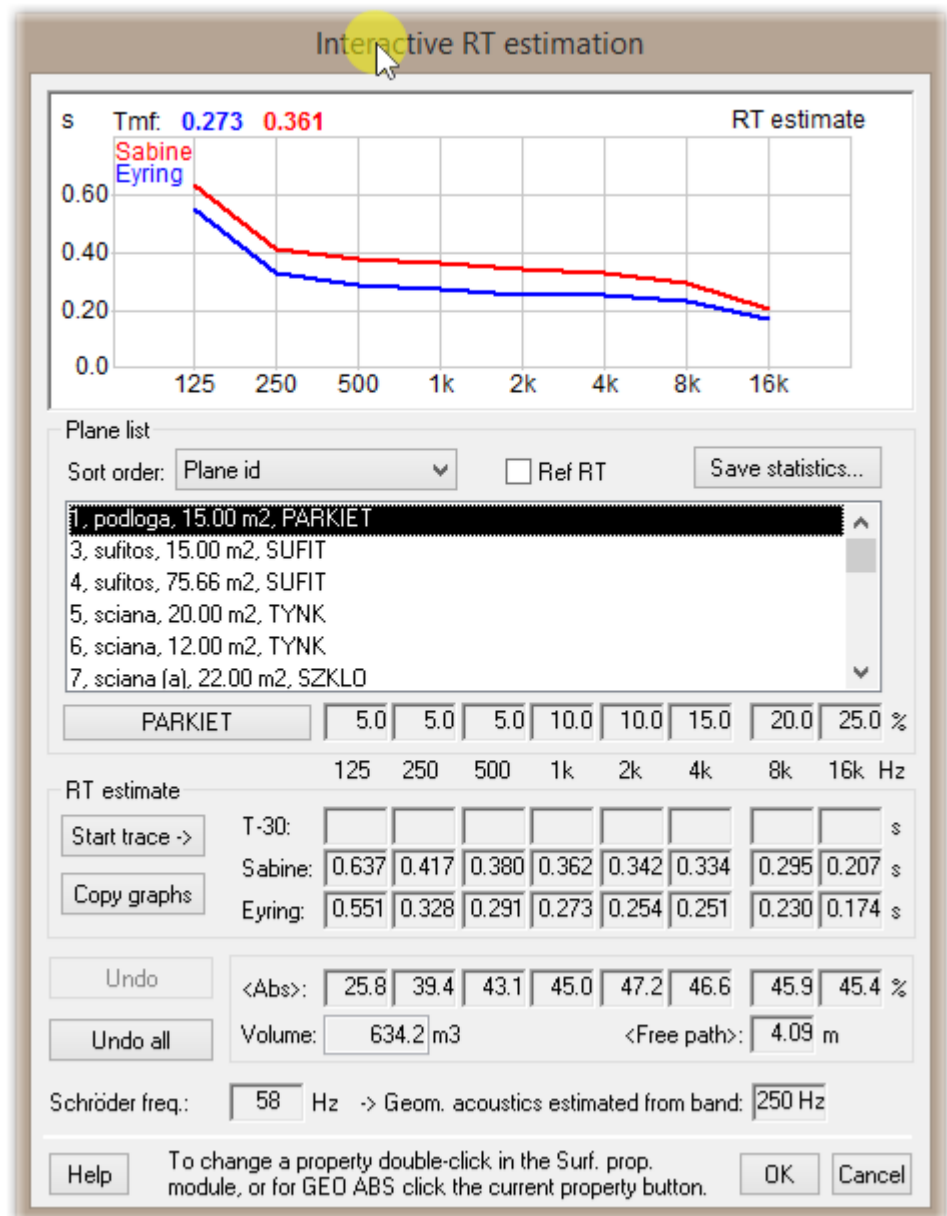 Interactive RT estimation
s Tmf: 0.273 0.361 RT estimate
Sabine
Eyring
0.60
0.40
0.20
0.0
125 250 500 1k 2k 4k 8k 16k
Plane list
Sort order: Plane id Ref RT Save statistics...
1, podloga, 15.00 m2, PARKIET
3, sufitos, 15.00 m2, SUFIT
4, sufitos, 75.66 m2, SUFIT
5, sciana, 20.00 m2, TYNK
6, sciana, 12.00 m2, TYNK
7, sciana (a), 22.00 m2, SZKLO
PARKIET 5.0 5.0 5.0 10.0 10.0 15.0 20.0 25.0 %
125 250 500 1k 2k 4k 8k 16k Hz
RT estimate
Start trace -> T-30: s
Sabine: 0.637 0.417 0.380 0.362 0.342 0.334 0.295 0.207 s
Copy graphs
Eyring: 0.551 0.328 0.291 0.273 0.254 0.251 0.230 0.174 s
Undo <Abs>: 25.8 39.4 43.1 45.0 47.2 46.6 45.9 45.4 %
Undo all Volume: 634.2 m3 <Free path>: 4.09 m
Schröder freq.: 58 Hz -> Geom. acoustics estimated from band: 250 Hz
Help To change a property double-click in the Surf. prop. OK Cancel
module, or for GEO ABS click the current property button.